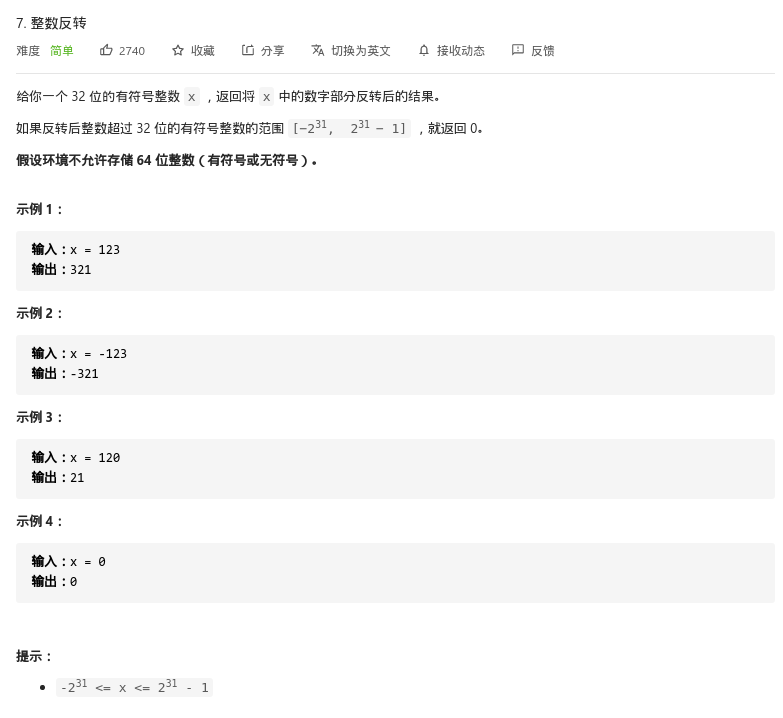 7. 整数反转
难度 简单 2740 收藏 分享 切换为英文 接收动态 反馈
给你一个 32 位的有符号整数 x ，返回将 x 中的数字部分反转后的结果。
如果反转后整数超过 32 位的有符号整数的范围 [−2^31,  2^31 − 1] ，就返回 0。
假设环境不允许存储 64 位整数（有符号或无符号）。
示例 1：
输入：x = 123
输出：321
示例 2：
输入：x = -123
输出：-321
示例 3：
输入：x = 120
输出：21
示例 4：
输入：x = 0
输出：0
提示：
-2^31 <= x <= 2^31 - 1